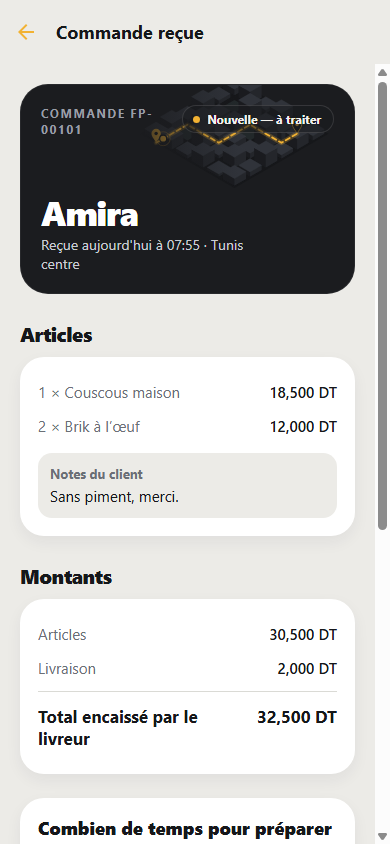 Commande reçue
COMMANDE FP-
00101
Nouvelle — à traiter
Amira
Reçue aujourd'hui à 07:55 · Tunis
centre
Articles
1 × Couscous maison 18,500 DT
2 × Brik à l’œuf 12,000 DT
Notes du client
Sans piment, merci.
Montants
Articles 30,500 DT
Livraison 2,000 DT
Total encaissé par le 32,500 DT
livreur
Combien de temps pour préparer